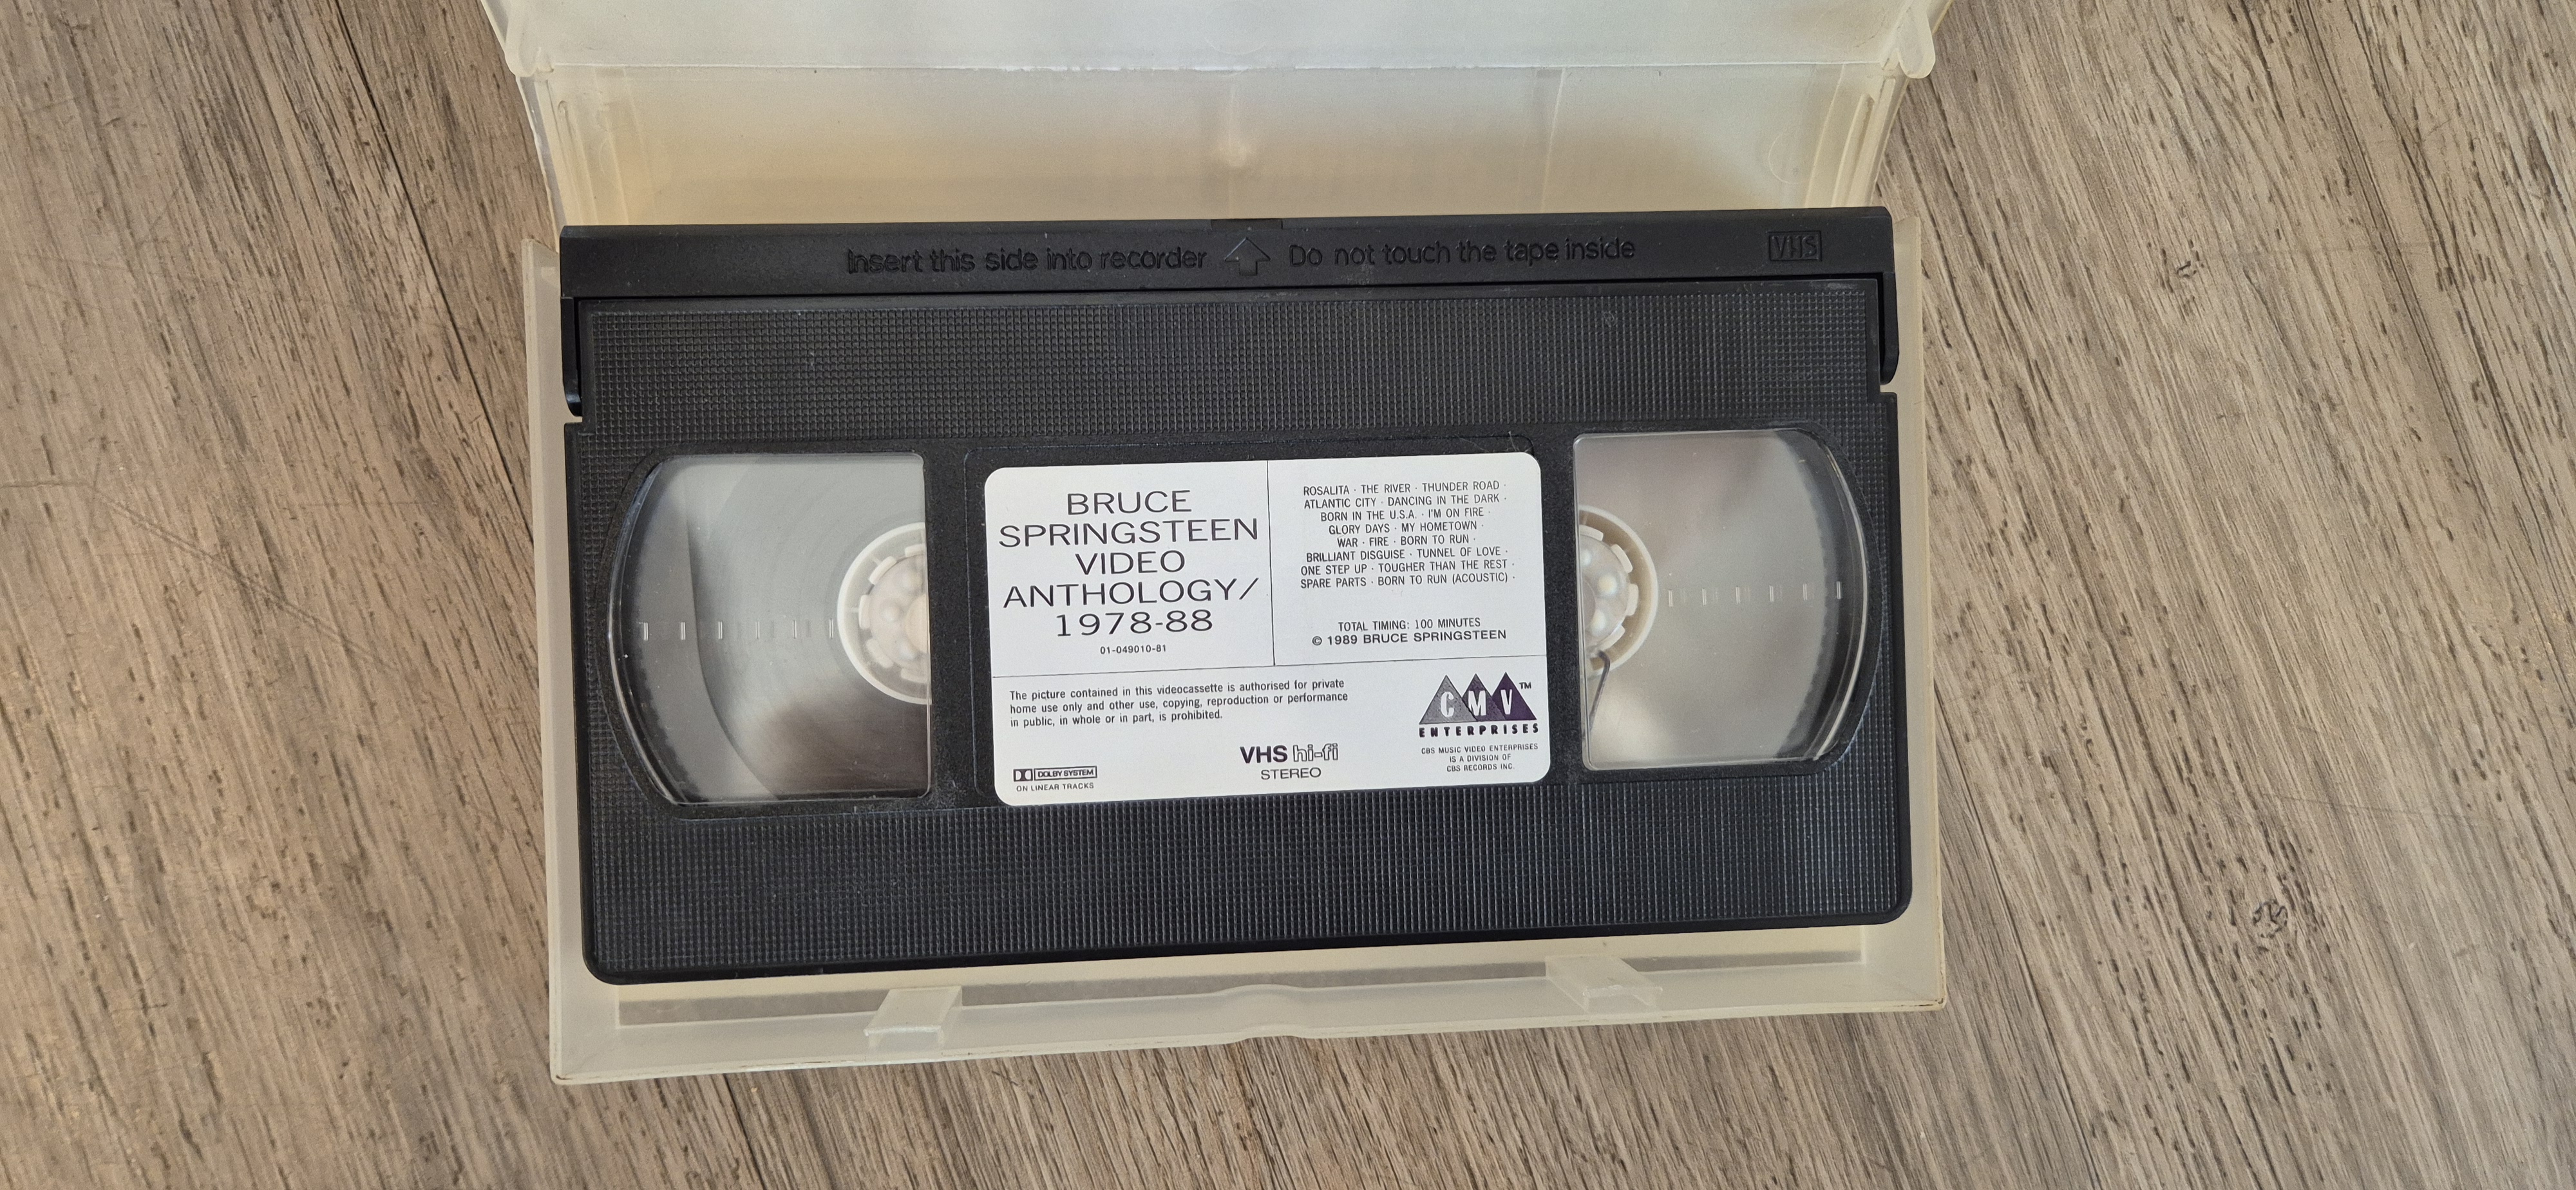 Insert this side into recorder Do not touch the tape inside VHS
BRUCE
SPRINGSTEEN
VIDEO
ANTHOLOGY/
1978-88
01-049010-81
ROSALITA · THE RIVER · THUNDER ROAD ·
ATLANTIC CITY · DANCING IN THE DARK ·
BORN IN THE U.S.A. · I'M ON FIRE ·
GLORY DAYS · MY HOMETOWN ·
WAR · FIRE · BORN TO RUN ·
BRILLIANT DISGUISE · TUNNEL OF LOVE ·
ONE STEP UP · TOUGHER THAN THE REST ·
SPARE PARTS · BORN TO RUN (ACOUSTIC) ·
TOTAL TIMING: 100 MINUTES
© 1989 BRUCE SPRINGSTEEN
The picture contained in this videocassette is authorised for private
home use only and other use, copying, reproduction or performance
in public, in whole or in part, is prohibited.
DOLBY SYSTEM
ON LINEAR TRACKS
VHS hi-fi
STEREO
CMV TM
ENTERPRISES
CBS MUSIC VIDEO ENTERPRISES
IS A DIVISION OF
CBS RECORDS INC.